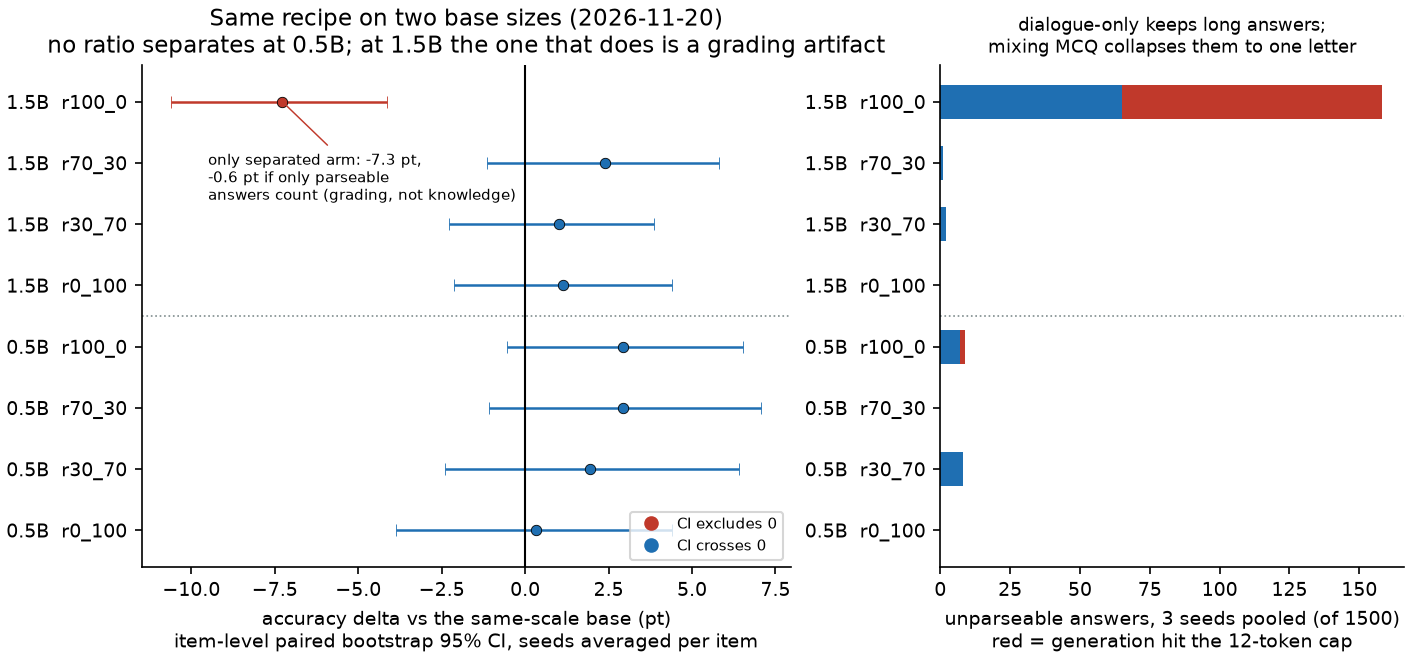 Same recipe on two base sizes (2026-11-20)
no ratio separates at 0.5B; at 1.5B the one that does is a grading artifact
1.5B r100_0
1.5B r70_30
1.5B r30_70
1.5B r0_100
0.5B r100_0
0.5B r70_30
0.5B r30_70
0.5B r0_100
only separated arm: -7.3 pt,
-0.6 pt if only parseable
answers count (grading, not knowledge)
CI excludes 0
CI crosses 0
−10.0 −7.5 −5.0 −2.5 0.0 2.5 5.0 7.5
accuracy delta vs the same-scale base (pt)
item-level paired bootstrap 95% CI, seeds averaged per item
dialogue-only keeps long answers;
mixing MCQ collapses them to one letter
1.5B r100_0
1.5B r70_30
1.5B r30_70
1.5B r0_100
0.5B r100_0
0.5B r70_30
0.5B r30_70
0.5B r0_100
0 25 50 75 100 125 150
unparseable answers, 3 seeds pooled (of 1500)
red = generation hit the 12-token cap